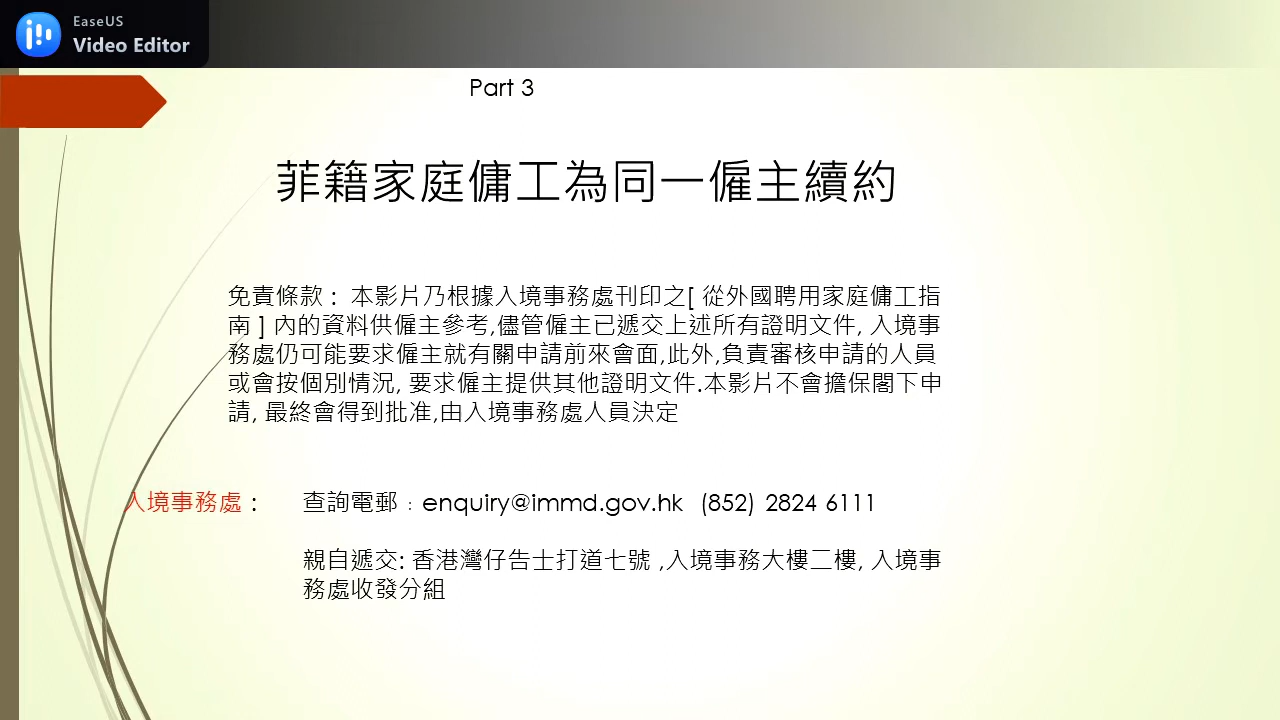 EaseUS
Video Editor
Part 3
菲籍家庭傭工為同一僱主續約
免責條款 : 本影片乃根據入境事務處刊印之[ 從外國聘用家庭傭工指
南 ] 內的資料供僱主參考,儘管僱主已遞交上述所有證明文件, 入境事
務處仍可能要求僱主就有關申請前來會面,此外,負責審核申請的人員
或會按個別情況, 要求僱主提供其他證明文件.本影片不會擔保閣下申
請, 最終會得到批准,由入境事務處人員決定
入境事務處 : 查詢電郵 : enquiry@immd.gov.hk (852) 2824 6111
親自遞交: 香港灣仔告士打道七號 ,入境事務大樓二樓, 入境事
務處收發分組